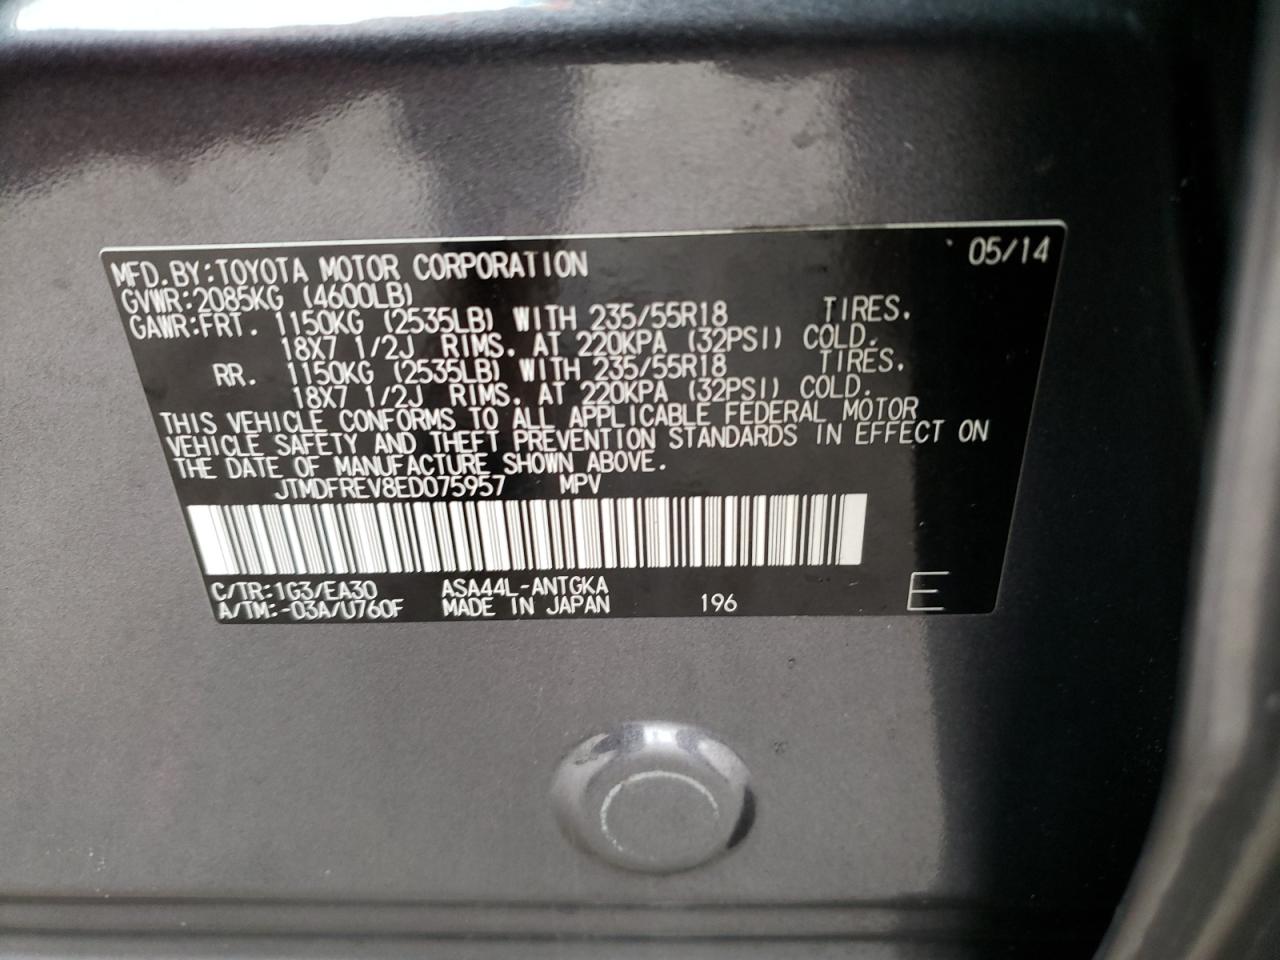 MFD.BY:TOYOTA MOTOR CORPORATION 05/14
GVWR:2085KG (4600LB)
GAWR:FRT. 1150KG (2535LB) WITH 235/55R18 TIRES.
18X7 1/2J RIMS. AT 220KPA (32PSI) COLD.
RR. 1150KG (2535LB) WITH 235/55R18 TIRES.
18X7 1/2J RIMS. AT 220KPA (32PSI) COLD.
THIS VEHICLE CONFORMS TO ALL APPLICABLE FEDERAL MOTOR
VEHICLE SAFETY AND THEFT PREVENTION STANDARDS IN EFFECT ON
THE DATE OF MANUFACTURE SHOWN ABOVE.
JTMDFREV8ED075957 MPV
C/TR:1G3/EA30 ASA44L-ANTGKA
A/TM:-03A/U760F MADE IN JAPAN 196 E